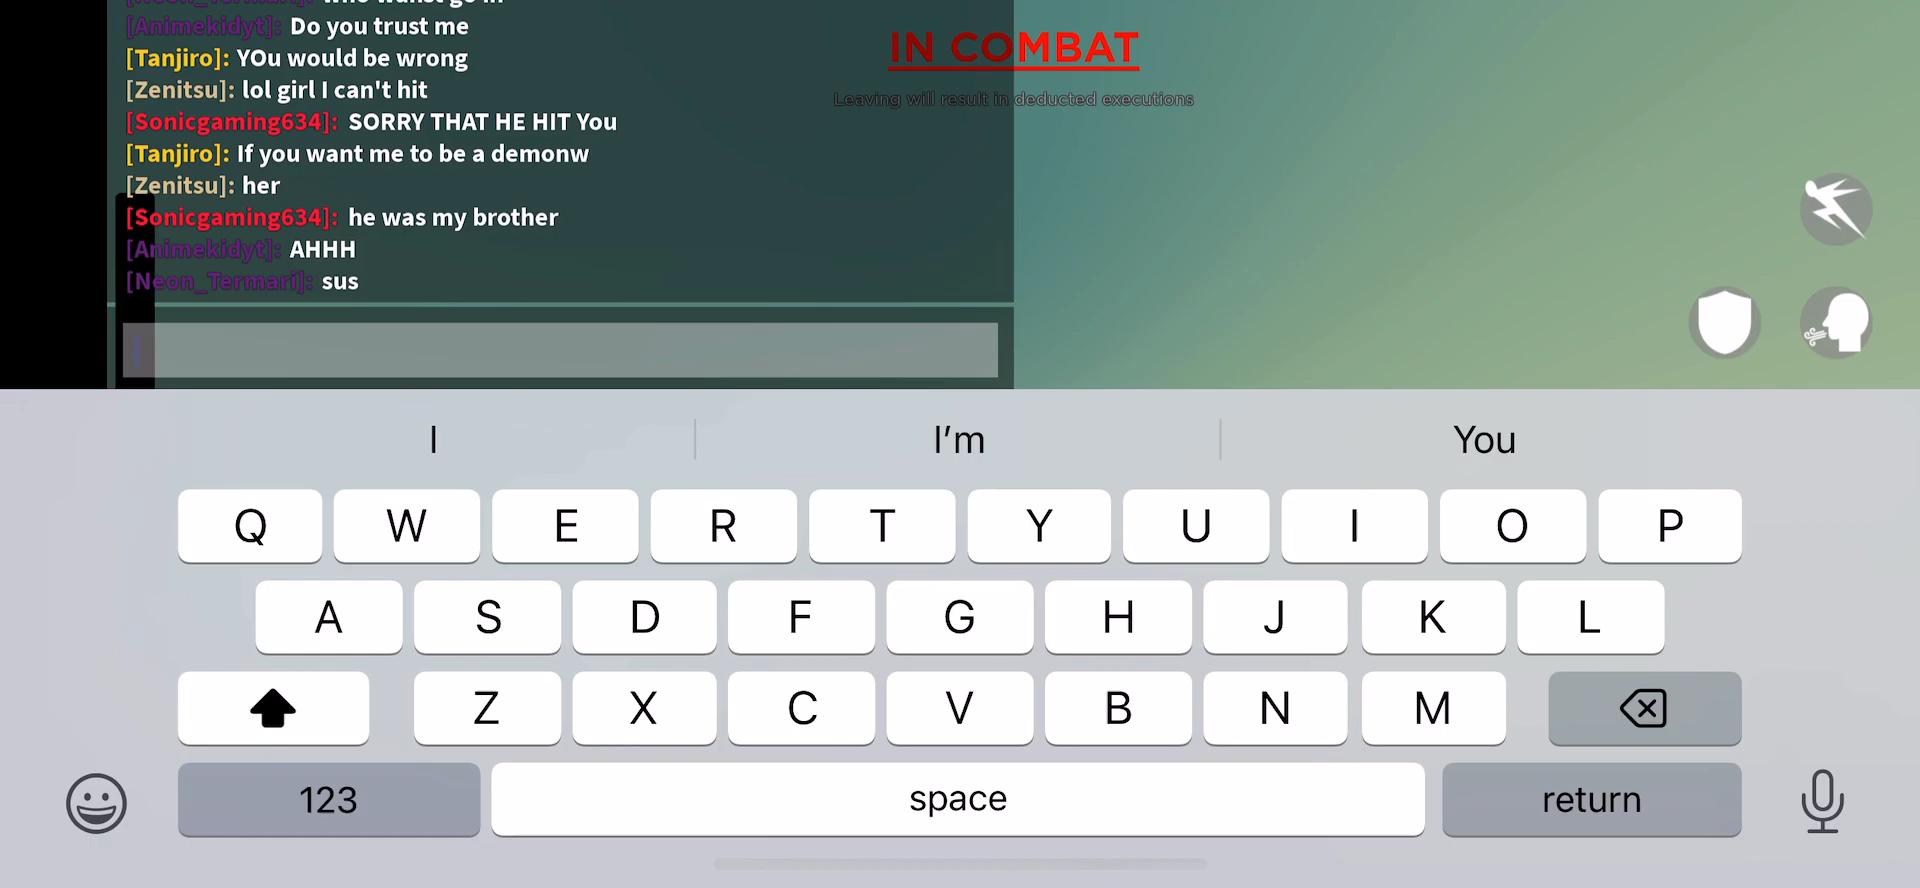 [Animekidyt]: Do you trust me
[Tanjiro]: YOu would be wrong
[Zenitsu]: lol girl I can't hit
[Sonicgaming634]: SORRY THAT HE HIT You
[Tanjiro]: If you want me to be a demonw
[Zenitsu]: her
[Sonicgaming634]: he was my brother
[Animekidyt]: AHHH
[Neon_Termari]: sus
IN COMBAT
Leaving will result in deducted executions
I I’m You
Q W E R T Y U I O P
A S D F G H J K L
Z X C V B N M
123 space return